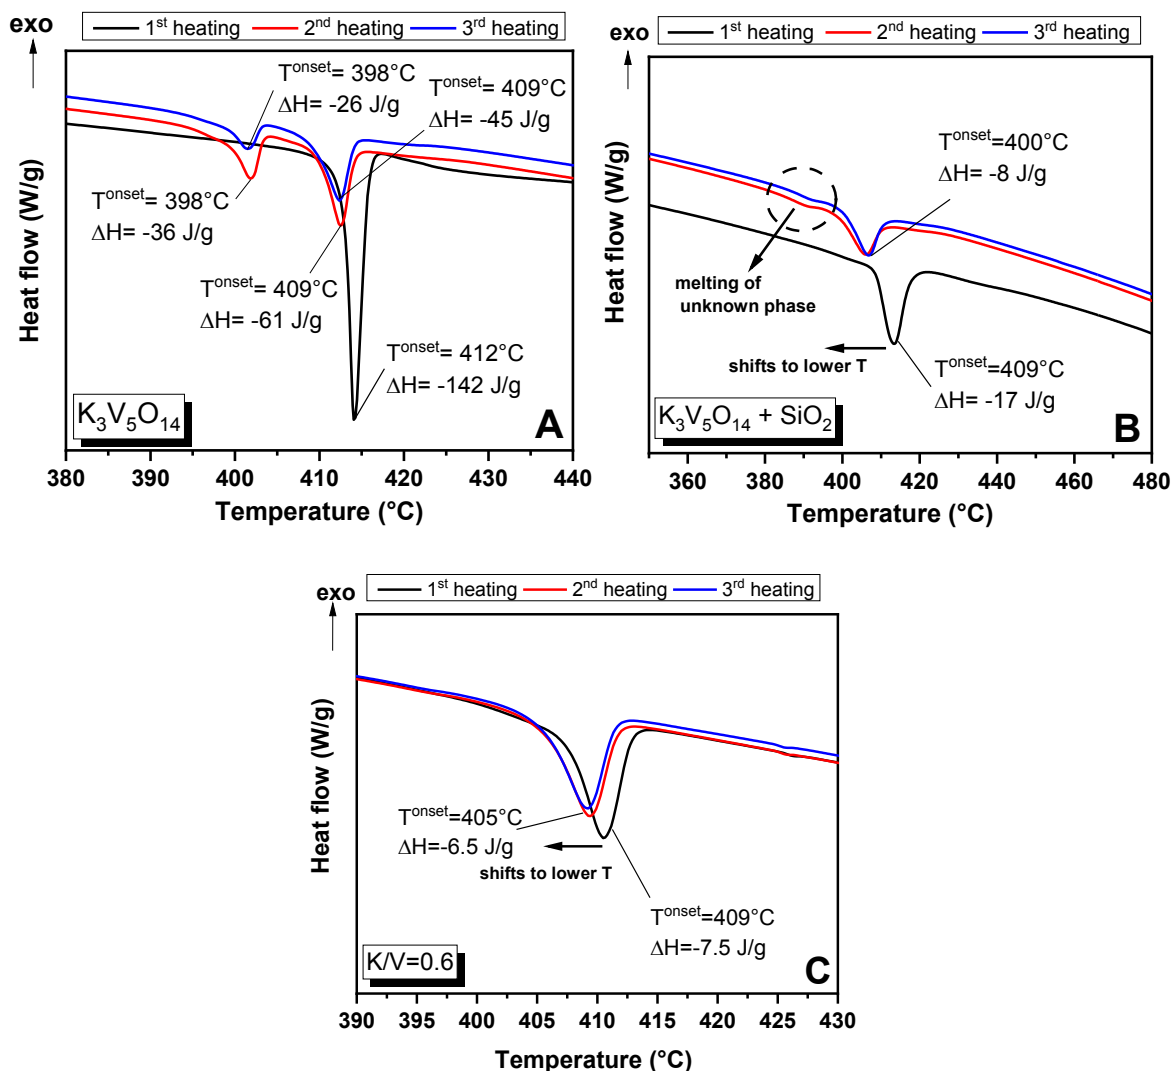 exo
1st heating 2nd heating 3rd heating
Tonset= 398°C
ΔH= -26 J/g
Tonset= 409°C
ΔH= -45 J/g
Tonset= 398°C
ΔH= -36 J/g
Tonset= 409°C
ΔH= -61 J/g
Tonset= 412°C
ΔH= -142 J/g
K3V5O14
A
Heat flow (W/g)
380 390 400 410 420 430 440
Temperature (°C)
exo
1st heating 2nd heating 3rd heating
Tonset=400°C
ΔH= -8 J/g
melting of
unknown phase
shifts to lower T
Tonset=409°C
ΔH= -17 J/g
K3V5O14 + SiO2
B
Heat flow (W/g)
360 380 400 420 440 460 480
Temperature (°C)
exo
1st heating 2nd heating 3rd heating
Tonset=405°C
ΔH=-6.5 J/g
shifts to lower T
Tonset=409°C
ΔH=-7.5 J/g
K/V=0.6
C
Heat flow (W/g)
390 395 400 405 410 415 420 425 430
Temperature (°C)